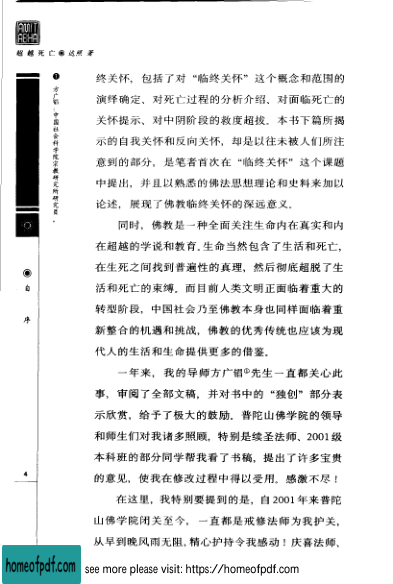 AMIT
REHA
超越死亡 达照 著
❶方广锠:中国社会科学院宗教研究所研究员。
自序
4
终关怀,包括了对“临终关怀”这个概念和范围的
演绎确定、对死亡过程的分析介绍、对面临死亡的
关怀提示、对中阴阶段的救度超拔。本书下篇所揭
示的自我关怀和反向关怀,却是以往未被人们所注
意到的部分,是笔者首次在“临终关怀”这个课题
中提出,并且以熟悉的佛法思想理论和史料来加以
论述,展现了佛教临终关怀的深远意义。
同时,佛教是一种全面关注生命内在真实和内
在超越的学说和教育。生命当然包含了生活和死亡,
在生死之间找到普遍性的真理,然后彻底超脱了生
活和死亡的束缚。而目前人类文明正面临着重大的
转型阶段,中国社会乃至佛教本身也同样面临着重
新整合的机遇和挑战,佛教的优秀传统也应该为现
代人的生活和生命提供更多的借鉴。
一年来,我的导师方广锠①先生一直都关心此
事,审阅了全部文稿,并对书中的“独创”部分表
示欣赏,给予了极大的鼓励。普陀山佛学院的领导
和师生们对我诸多照顾,特别是续圣法师、2001级
本科班的部分同学帮我看了书稿,提出了许多宝贵
的意见,使我在修改过程中得以受用,感激不尽!
在这里,我特别要提到的是,自2001年来普陀
山佛学院闭关至今,一直都是戒修法师为我护关,
从早到晚风雨无阻,精心护持令我感动!庆喜法师、
homeofpdf.com
see more please visit: https://homeofpdf.com